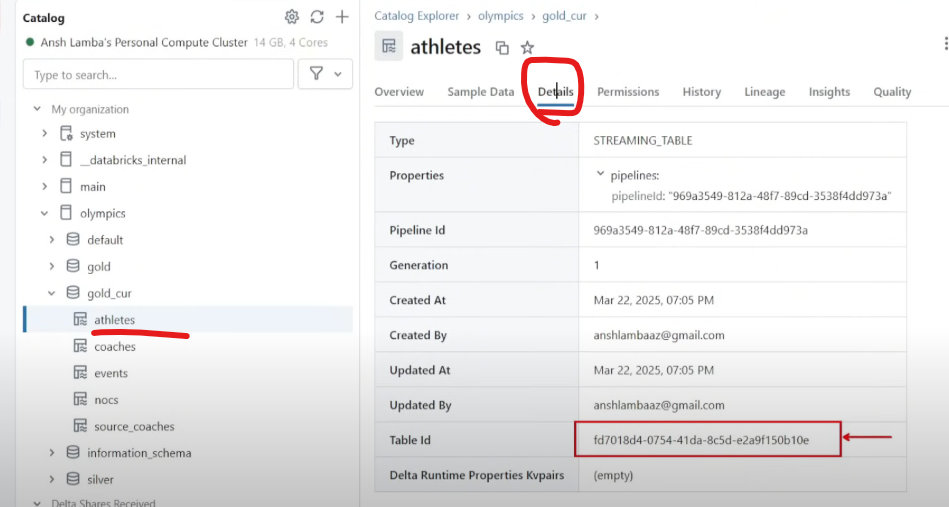 Catalog
Ansh Lamba's Personal Compute Cluster 14 GB, 4 Cores
Type to search...
My organization
system
__databricks_internal
main
olympics
default
gold
gold_cur
athletes
coaches
events
nocs
source_coaches
information_schema
silver
Delta Shares Received
Catalog Explorer > olympics > gold_cur >
athletes
Overview Sample Data Details Permissions History Lineage Insights Quality
Type STREAMING_TABLE
Properties pipelines:
pipelineId: "969a3549-812a-48f7-89cd-3538f4dd973a"
Pipeline Id 969a3549-812a-48f7-89cd-3538f4dd973a
Generation 1
Created At Mar 22, 2025, 07:05 PM
Created By anshlambaaz@gmail.com
Updated At Mar 22, 2025, 07:05 PM
Updated By anshlambaaz@gmail.com
Table Id fd7018d4-0754-41da-8c5d-e2a9f150b10e
Delta Runtime Properties Kvpairs (empty)